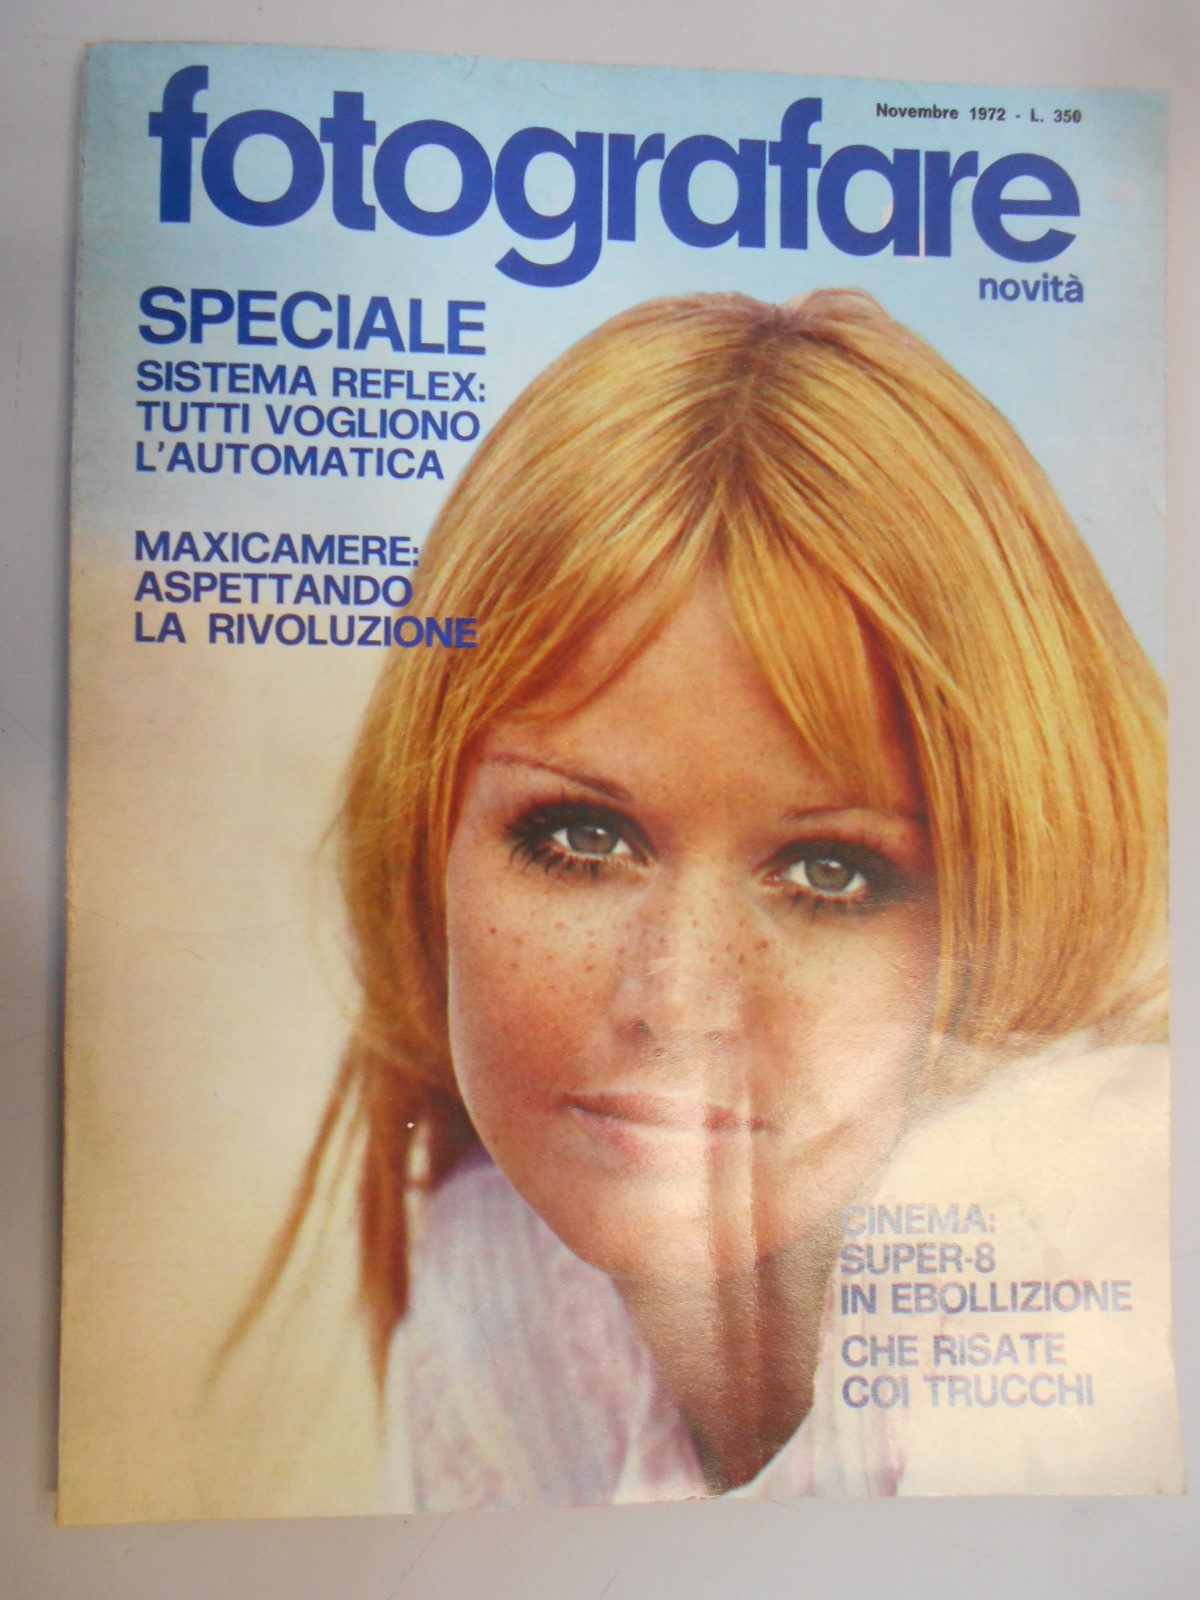 Novembre 1972 - L. 350
fotografare
novità
SPECIALE
SISTEMA REFLEX:
TUTTI VOGLIONO
L'AUTOMATICA
MAXICAMERE:
ASPETTANDO
LA RIVOLUZIONE
CINEMA:
SUPER-8
IN EBOLLIZIONE
CHE RISATE
COI TRUCCHI